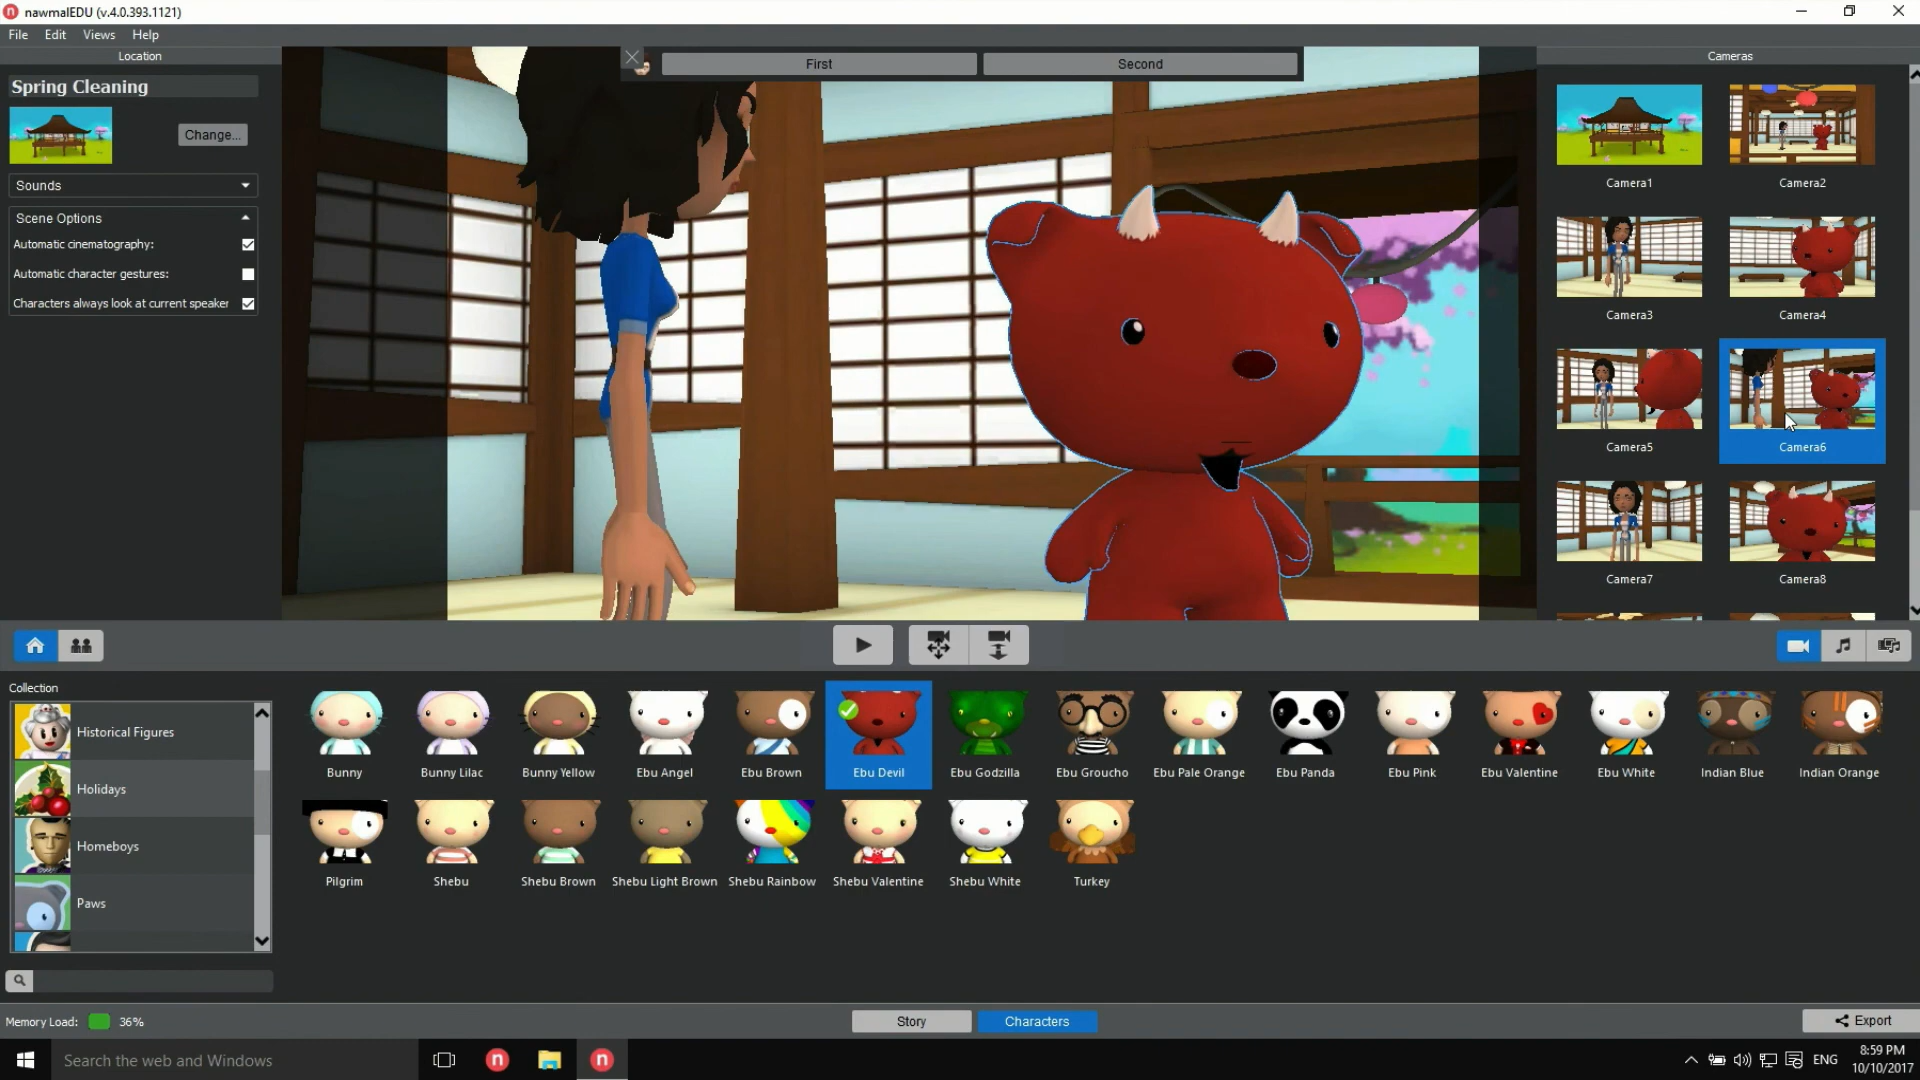 nawmalEDU (v.4.0.393.1121)
File Edit Views Help
Location
Spring Cleaning
Change...
Sounds
Scene Options
Automatic cinematography:
Automatic character gestures:
Characters always look at current speaker
First Second
Cameras
Camera1 Camera2
Camera3 Camera4
Camera5 Camera6
Camera7 Camera8
Collection
Historical Figures
Holidays
Homeboys
Paws
Bunny Bunny Lilac Bunny Yellow Ebu Angel Ebu Brown Ebu Devil Ebu Godzilla Ebu Groucho Ebu Pale Orange Ebu Panda Ebu Pink Ebu Valentine Ebu White Indian Blue Indian Orange
Pilgrim Shebu Shebu Brown Shebu Light Brown Shebu Rainbow Shebu Valentine Shebu White Turkey
Memory Load: 36%
Story Characters
Export
Search the web and Windows
n n
ENG
8:59 PM
10/10/2017